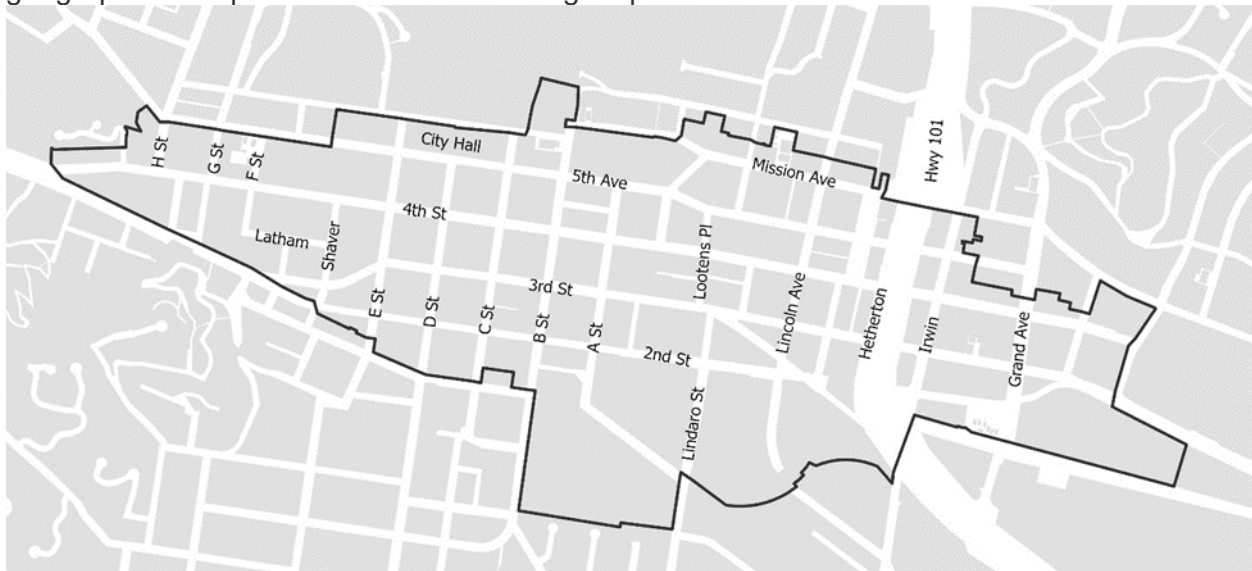 City Hall
H St
G St
F St
5th Ave
Mission Ave
Hwy 101
4th St
Latham
Shaver
Lootens Pl
3rd St
E St
D St
C St
B St
A St
2nd St
Lincoln Ave
Hetherton
Irwin
Grand Ave
Lindaro St